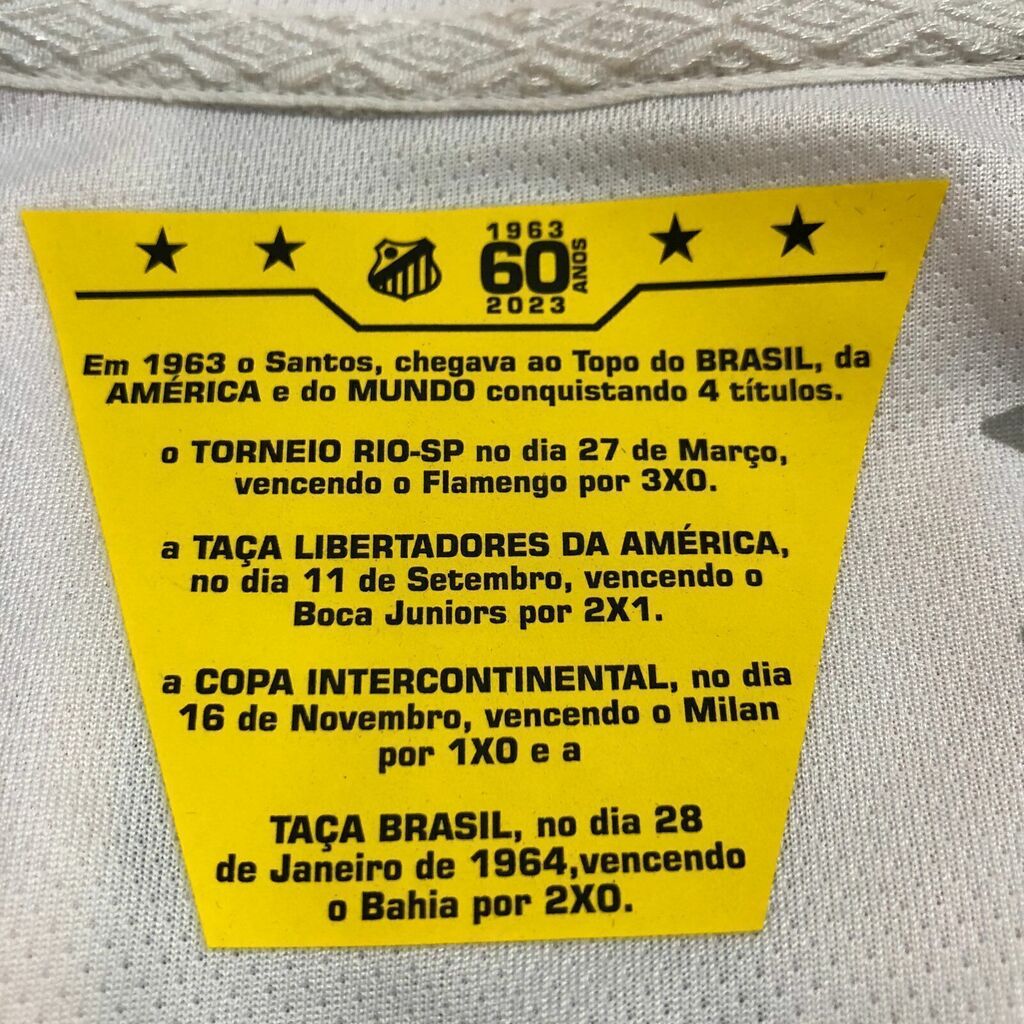 1963
60 ANOS
2023
Em 1963 o Santos, chegava ao Topo do BRASIL, da
AMÉRICA e do MUNDO conquistando 4 títulos.
o TORNEIO RIO-SP no dia 27 de Março,
vencendo o Flamengo por 3X0.
a TAÇA LIBERTADORES DA AMÉRICA,
no dia 11 de Setembro, vencendo o
Boca Juniors por 2X1.
a COPA INTERCONTINENTAL, no dia
16 de Novembro, vencendo o Milan
por 1X0 e a
TAÇA BRASIL, no dia 28
de Janeiro de 1964,vencendo
o Bahia por 2X0.